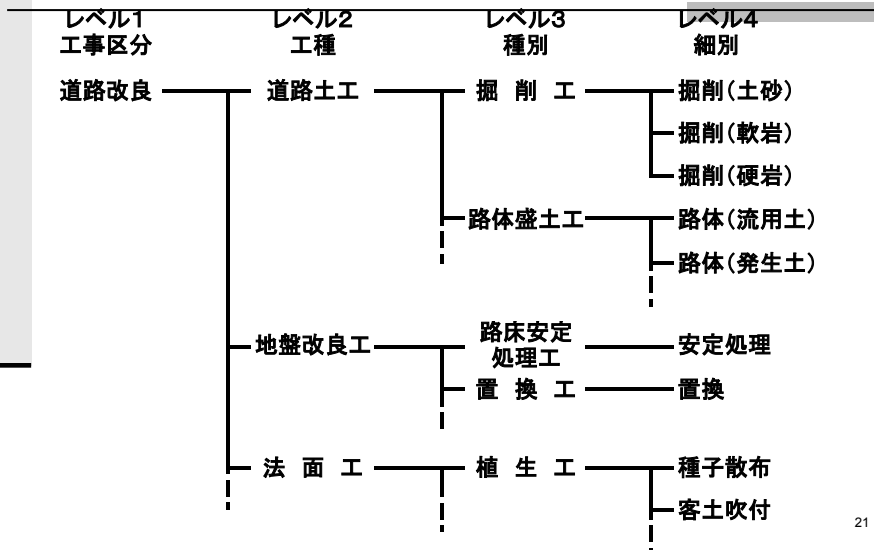 レベル1 レベル2 レベル3 レベル4
工事区分 工種 種別 細別
道路改良 道路土工 掘 削 工 掘削(土砂)
掘削(軟岩)
掘削(硬岩)
路体盛土工 路体(流用土)
路体(発生土)
地盤改良工 路床安定 安定処理
処理工
置 換 工 置換
法 面 工 植 生 工 種子散布
客土吹付
21